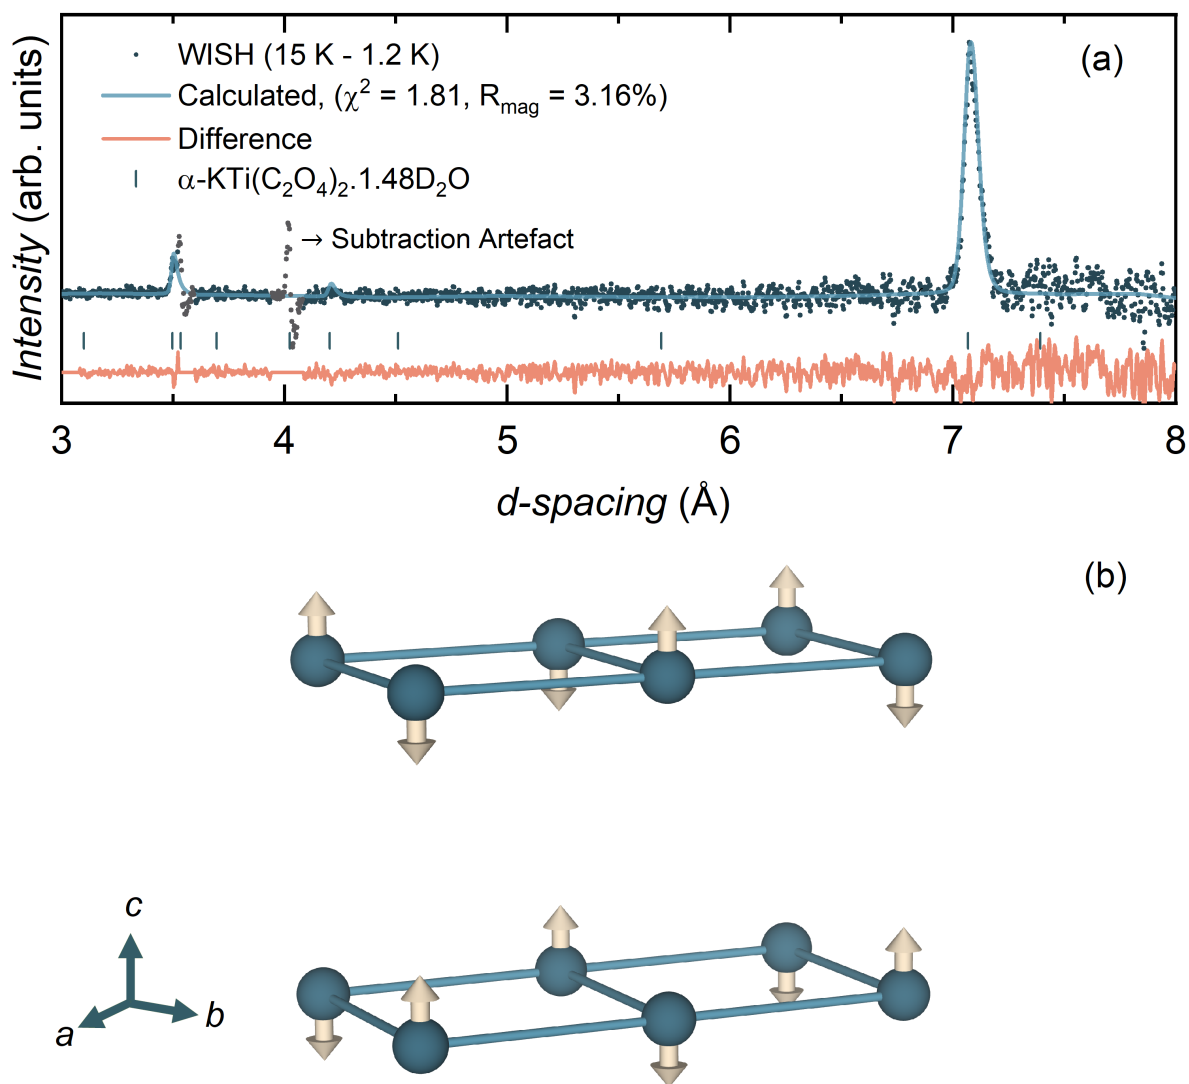 (a)
WISH (15 K - 1.2 K)
Calculated, (χ² = 1.81, Rmag = 3.16%)
Difference
α-KTi(C₂O₄)₂.1.48D₂O
→ Subtraction Artefact
Intensity (arb. units)
3 4 5 6 7 8
d-spacing (Å)
(b)
c
a
b